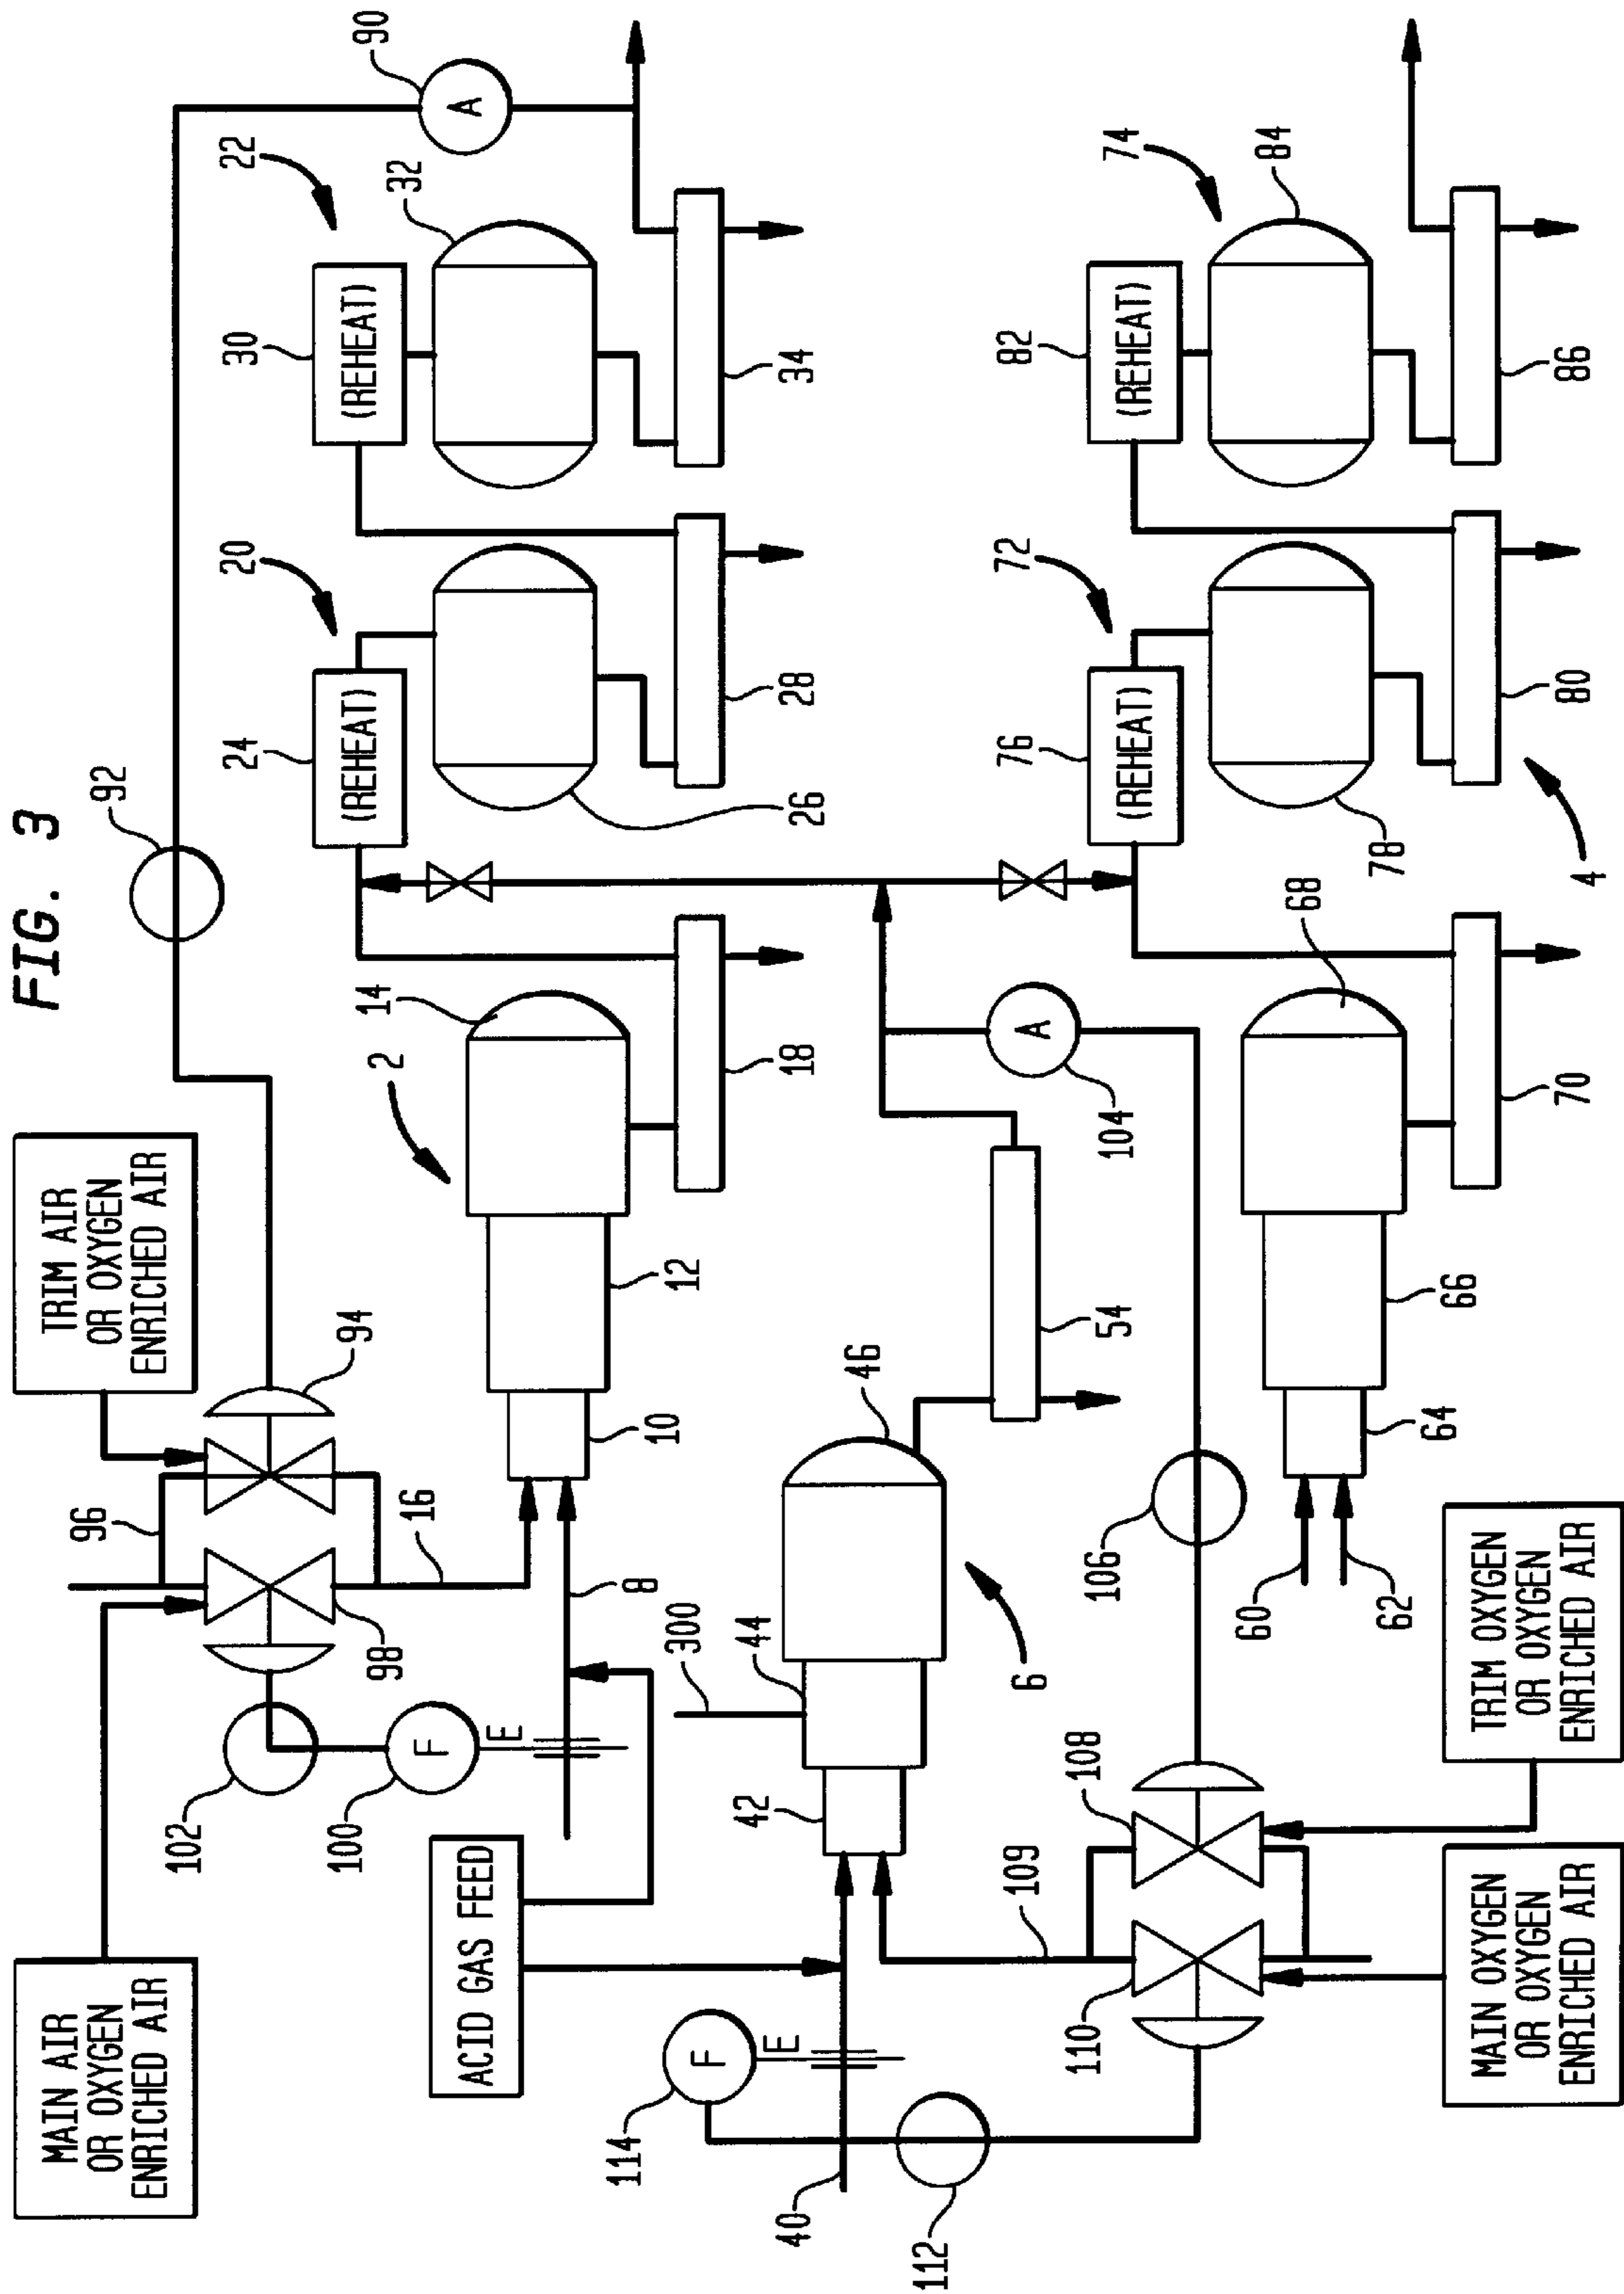 FIG. 3
MAIN AIR
OR OXYGEN
ENRICHED AIR
TRIM AIR
OR OXYGEN
ENRICHED AIR
92
90
102
96
94
100
F
E
98
16
8
10
12
2
14
18
24
(REHEAT)
20
26
28
30
(REHEAT)
22
32
34
A
ACID GAS FEED
300
114
F
E
40
112
42
44
46
6
54
A
104
106
109
110
108
MAIN OXYGEN
OR OXYGEN
ENRICHED AIR
TRIM OXYGEN
OR OXYGEN
ENRICHED AIR
60
62
64
66
68
70
76
(REHEAT)
72
78
80
4
82
(REHEAT)
74
84
86